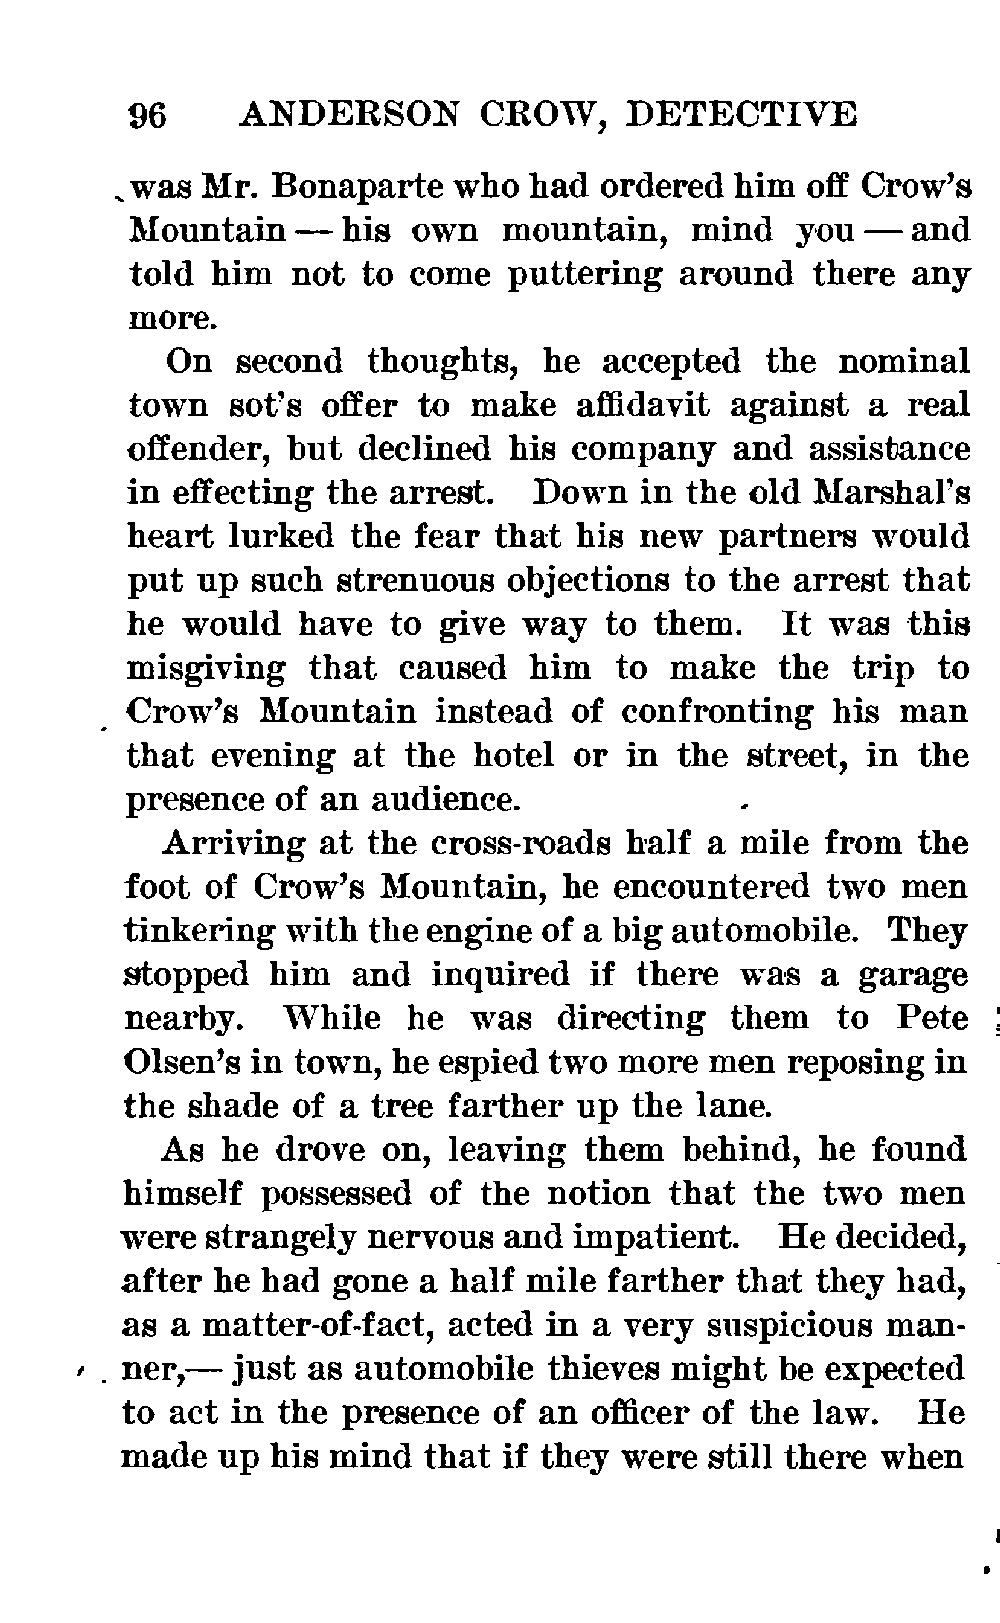 96 ANDERSON CROW, DETECTIVE
was Mr. Bonaparte who had ordered him off Crow's
Mountain — his own mountain, mind you — and
told him not to come puttering around there any
more.
On second thoughts, he accepted the nominal
town sot's offer to make affidavit against a real
offender, but declined his company and assistance
in effecting the arrest. Down in the old Marshal's
heart lurked the fear that his new partners would
put up such strenuous objections to the arrest that
he would have to give way to them. It was this
misgiving that caused him to make the trip to
Crow's Mountain instead of confronting his man
that evening at the hotel or in the street, in the
presence of an audience.
Arriving at the cross-roads half a mile from the
foot of Crow's Mountain, he encountered two men
tinkering with the engine of a big automobile. They
stopped him and inquired if there was a garage
nearby. While he was directing them to Pete
Olsen's in town, he espied two more men reposing in
the shade of a tree farther up the lane.
As he drove on, leaving them behind, he found
himself possessed of the notion that the two men
were strangely nervous and impatient. He decided,
after he had gone a half mile farther that they had,
as a matter-of-fact, acted in a very suspicious man-
ner,— just as automobile thieves might be expected
to act in the presence of an officer of the law. He
made up his mind that if they were still there when